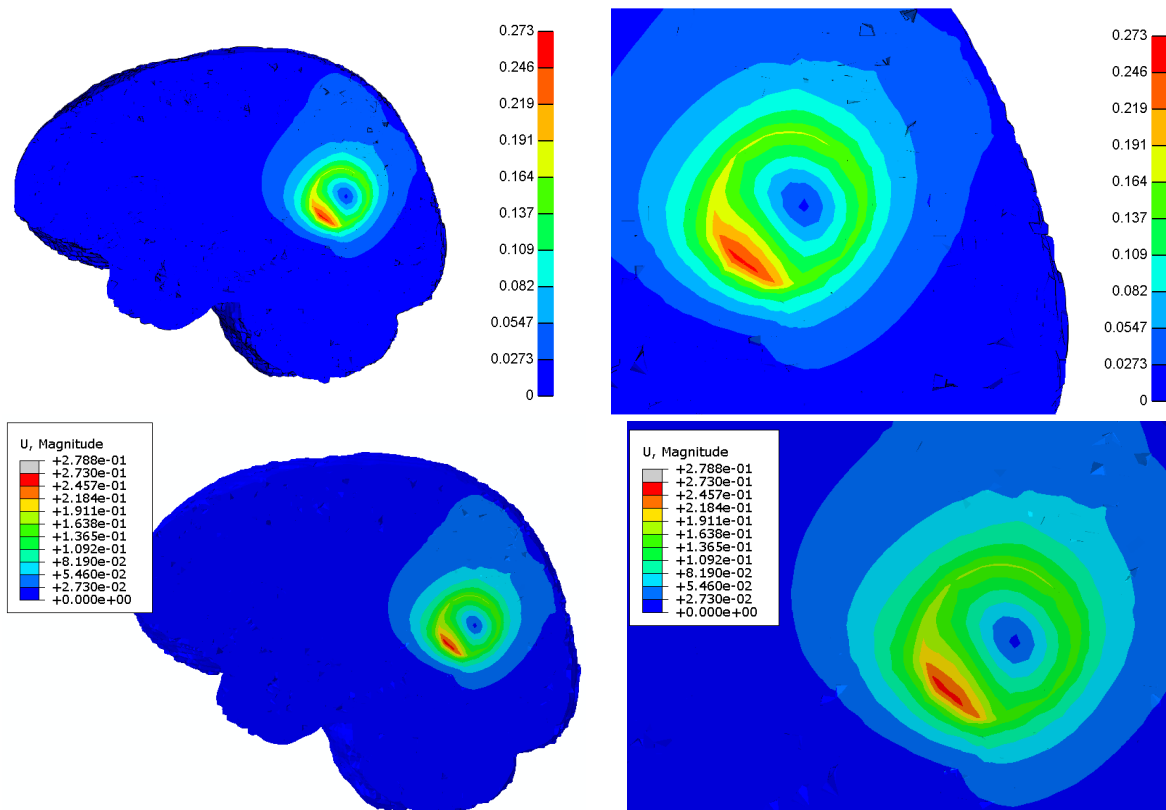 0.273
0.246
0.219
0.191
0.164
0.137
0.109
0.082
0.0547
0.0273
0
0.273
0.246
0.219
0.191
0.164
0.137
0.109
0.082
0.0547
0.0273
0
U, Magnitude
+2.788e-01
+2.730e-01
+2.457e-01
+2.184e-01
+1.911e-01
+1.638e-01
+1.365e-01
+1.092e-01
+8.190e-02
+5.460e-02
+2.730e-02
+0.000e+00
U, Magnitude
+2.788e-01
+2.730e-01
+2.457e-01
+2.184e-01
+1.911e-01
+1.638e-01
+1.365e-01
+1.092e-01
+8.190e-02
+5.460e-02
+2.730e-02
+0.000e+00